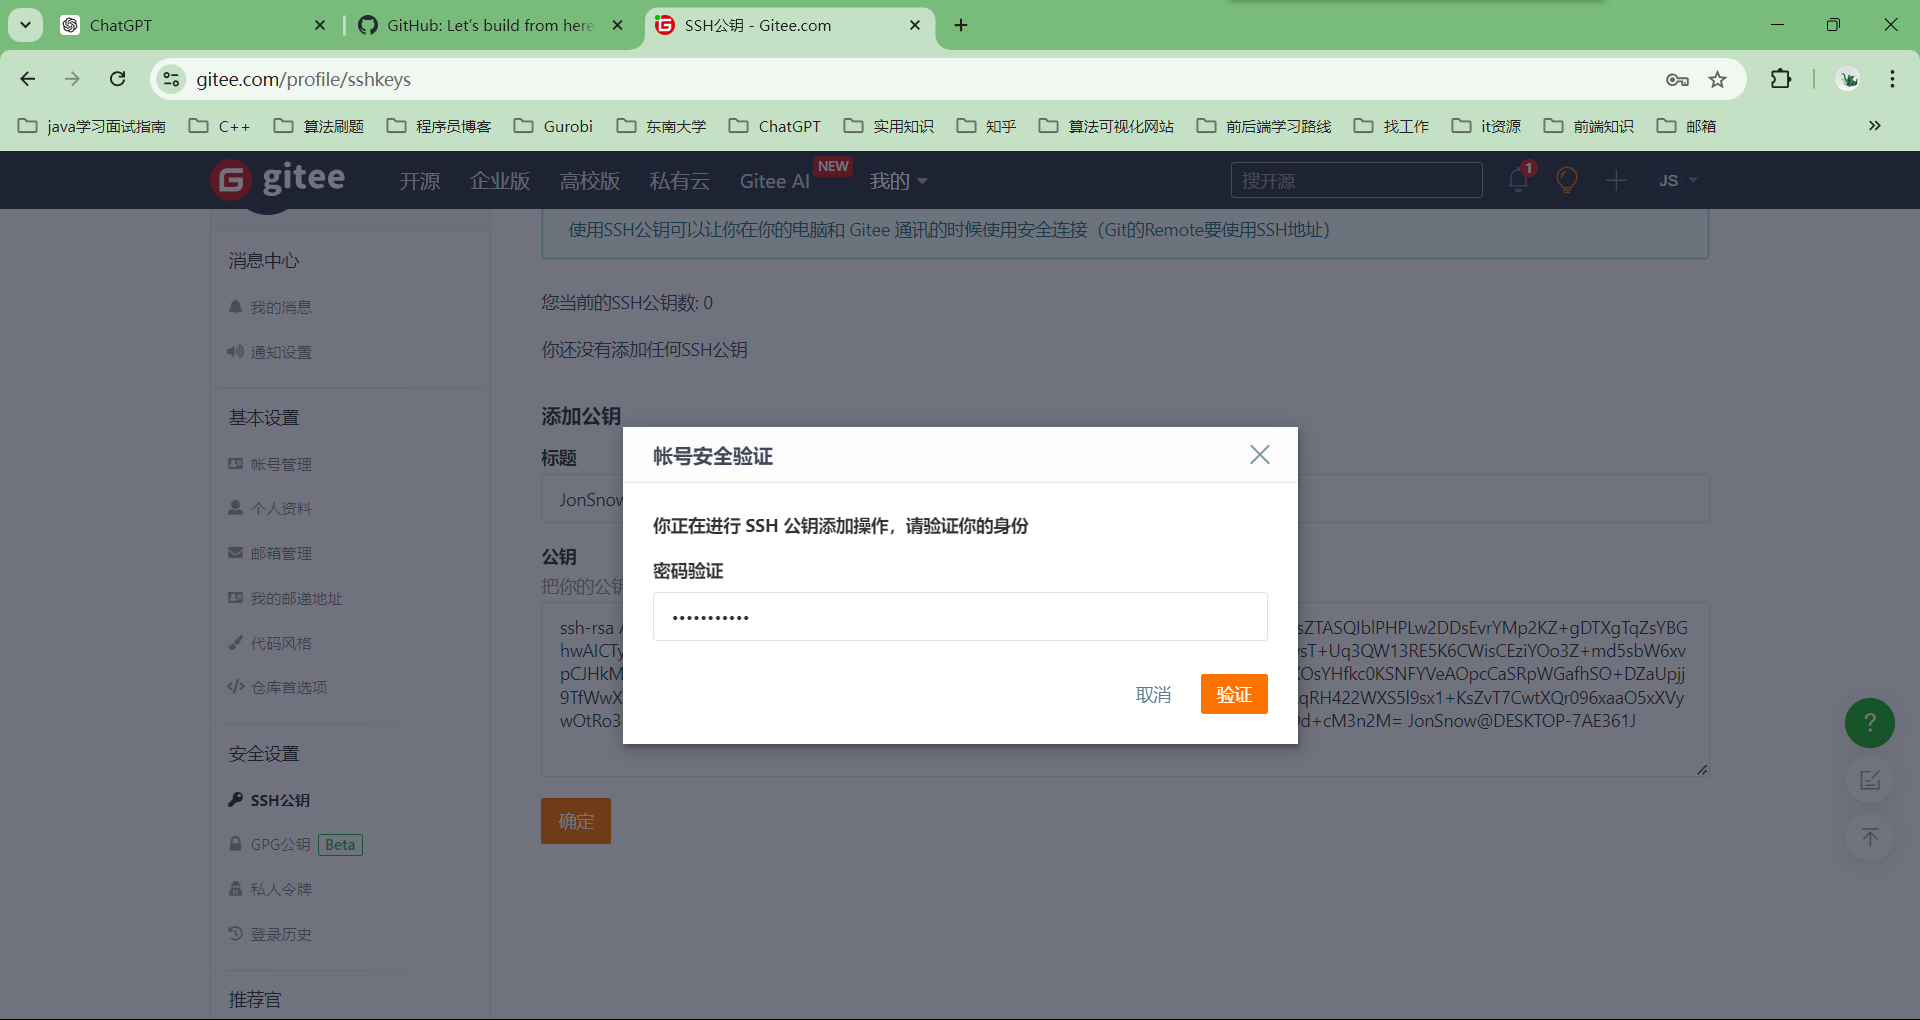 ChatGPT
GitHub: Let's build from here
SSH公钥 - Gitee.com
gitee.com/profile/sshkeys
java学习面试指南
C++
算法刷题
程序员博客
Gurobi
东南大学
ChatGPT
实用知识
知乎
算法可视化网站
前后端学习路线
找工作
it资源
前端知识
邮箱
gitee
开源
企业版
高校版
私有云
Gitee AI
NEW
我的
搜开源
1
JS
使用SSH公钥可以让你在你的电脑和 Gitee 通讯的时候使用安全连接（Git的Remote要使用SSH地址）
消息中心
我的消息
通知设置
基本设置
帐号管理
个人资料
邮箱管理
我的邮递地址
代码风格
仓库首选项
安全设置
SSH公钥
GPG公钥 Beta
私人令牌
登录历史
推荐官
您当前的SSH公钥数: 0
你还没有添加任何SSH公钥
添加公钥
标题
JonSnow
公钥
把你的公钥
ssh-rsa
sZTASQIblPHPLw2DDsEvrYMp2KZ+gDTXgTqZsYBG
hwAICTy
vsT+Uq3QW13RE5K6CWisCEziYOo3Z+md5sbW6xv
pCJHkM
XOsYHfkc0KSNFYVeAOpcCaSRpWGafhSO+DZaUpjj
9TfWwX
qRH422WXS5l9sx1+KsZvT7CwtXQr096xaaO5xXVy
wOtRo3
d+cM3n2M= JonSnow@DESKTOP-7AE361J
确定
帐号安全验证
你正在进行 SSH 公钥添加操作，请验证你的身份
密码验证
•••••••••••
取消
验证
?